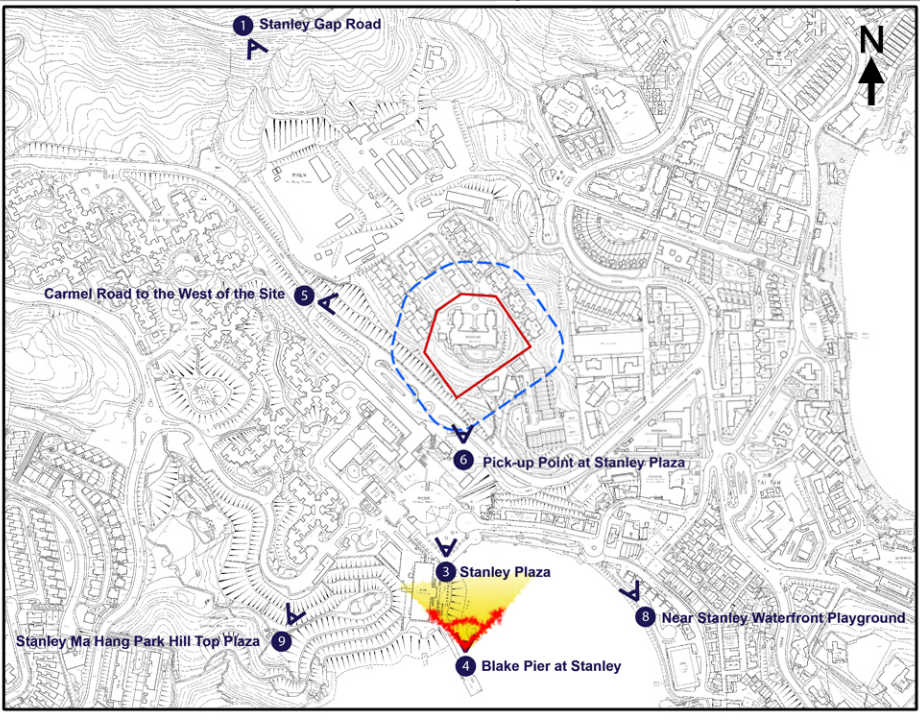 1 Stanley Gap Road
N
Carmel Road to the West of the Site 5
6 Pick-up Point at Stanley Plaza
TAI TAM
3 Stanley Plaza
8 Near Stanley Waterfront Playground
Stanley Ma Hang Park Hill Top Plaza 9
4 Blake Pier at Stanley